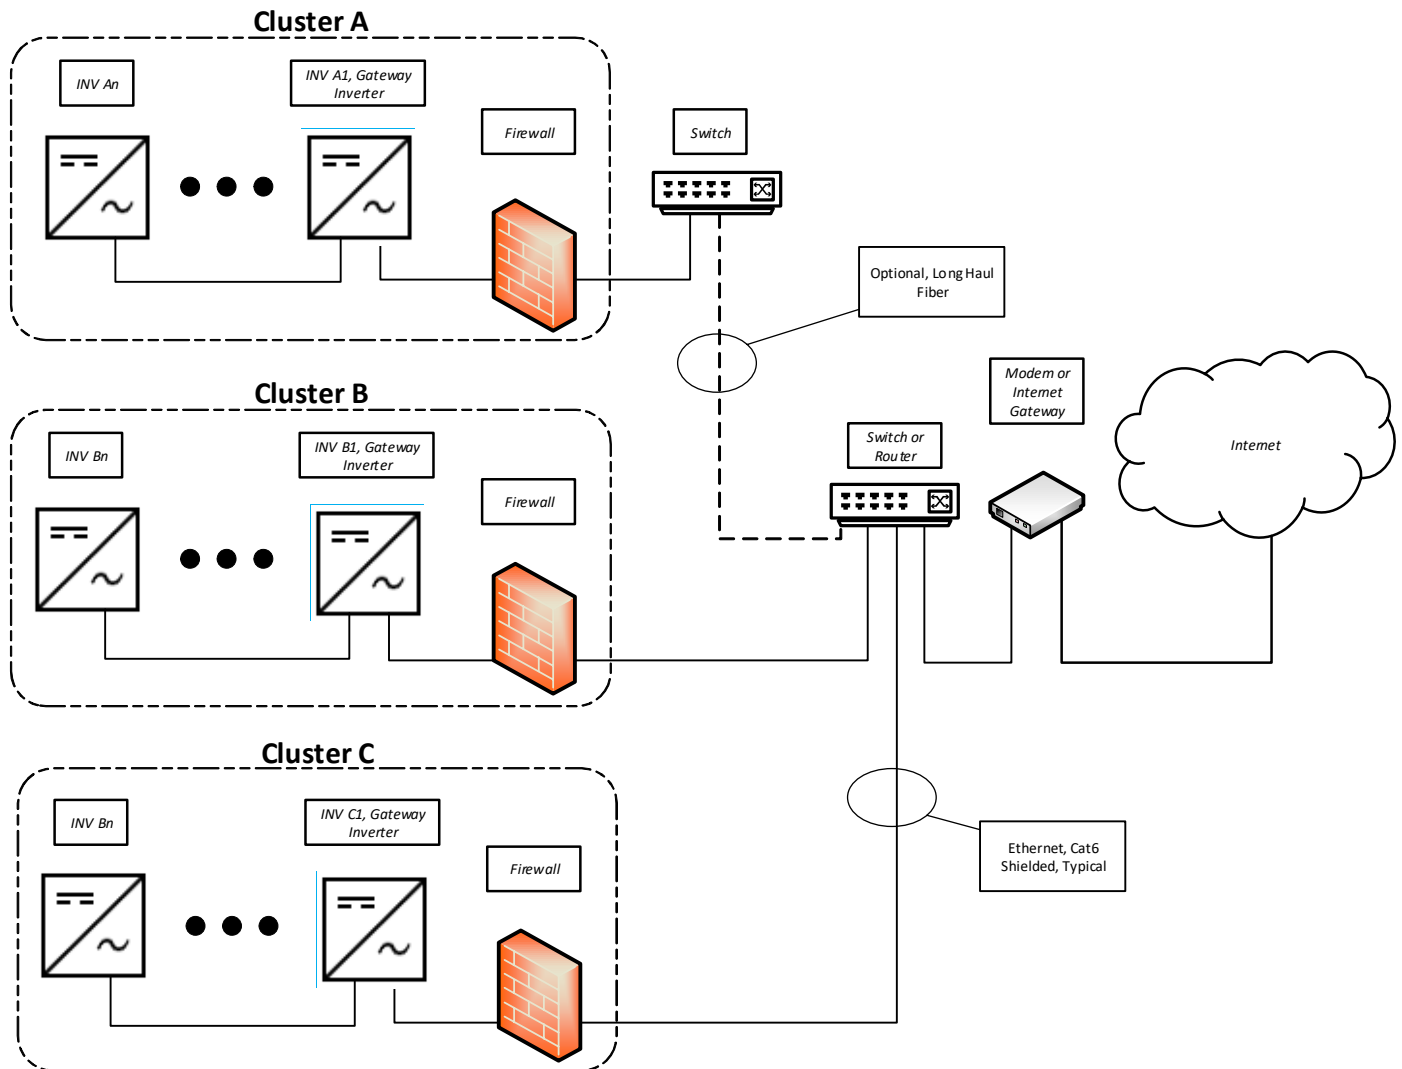 Cluster A
INV An
INV A1, Gateway
Inverter
Firewall
Switch
Optional, Long Haul
Fiber
Cluster B
INV Bn
INV B1, Gateway
Inverter
Firewall
Switch or
Router
Modem or
Internet
Gateway
Internet
Cluster C
INV Bn
INV C1, Gateway
Inverter
Firewall
Ethernet, Cat6
Shielded, Typical